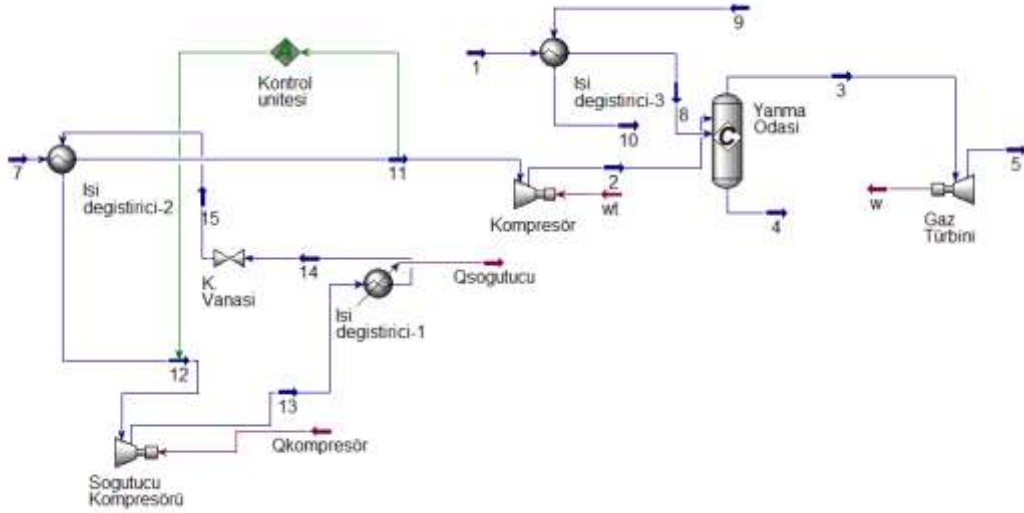 9
1
Isi
degistirici-3
8
10
3
Yanma
Odasi
C
4
5
w
Gaz
Türbini
A
Kontrol
unitesi
7
Isi
degistirici-2
11
2
wt
Kompresör
15
K.
Vanasi
14
Qsogutucu
Isi
degistirici-1
12
13
Qkompresör
Sogutucu
Kompresörü